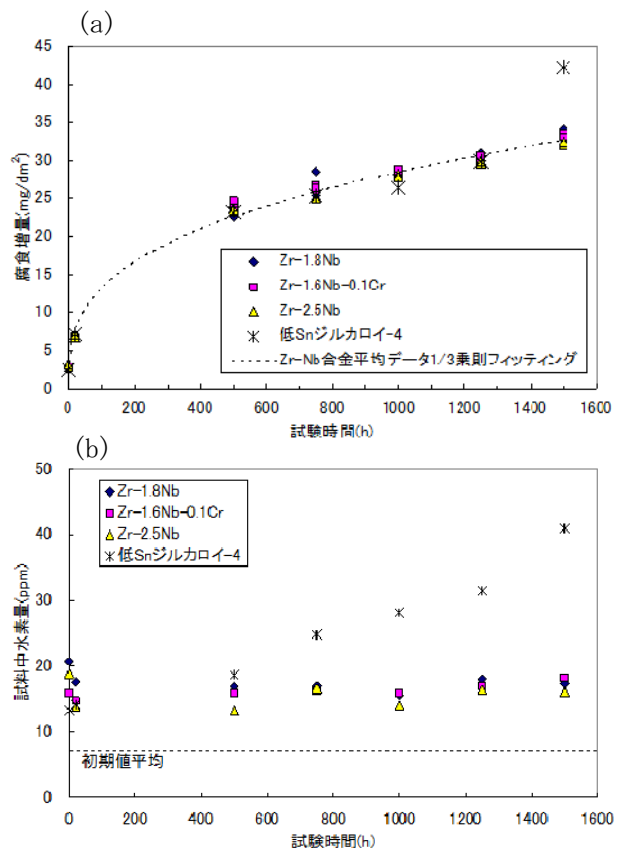 (a)
45
40
35
30
25
20
15
10
5
0
腐食増量(mg/dm²)
Zr-1.8Nb
Zr-1.6Nb-0.1Cr
Zr-2.5Nb
低Snジルカロイ-4
Zr-Nb合金平均データ1/3乗則フィッティング
0 200 400 600 800 1000 1200 1400 1600
試験時間(h)
(b)
50
40
30
20
10
0
試料中水素量(ppm)
Zr-1.8Nb
Zr-1.6Nb-0.1Cr
Zr-2.5Nb
低Snジルカロイ-4
初期値平均
0 200 400 600 800 1000 1200 1400 1600
試験時間(h)